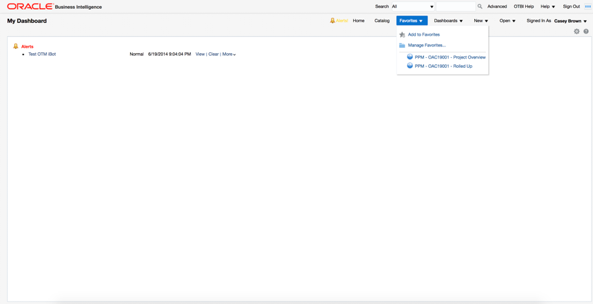 ORACLE Business Intelligence Search All Advanced OTBI Help Help Sign Out
My Dashboard Alerts! Home Catalog Favorites Dashboards New Open Signed In As Casey Brown
Add to Favorites
Manage Favorites...
PPM - OAC19001 - Project Overview
PPM - OAC19001 - Rolled Up
Alerts
Test OTM iBot Normal 6/19/2014 9:04:04 PM View | Clear | More